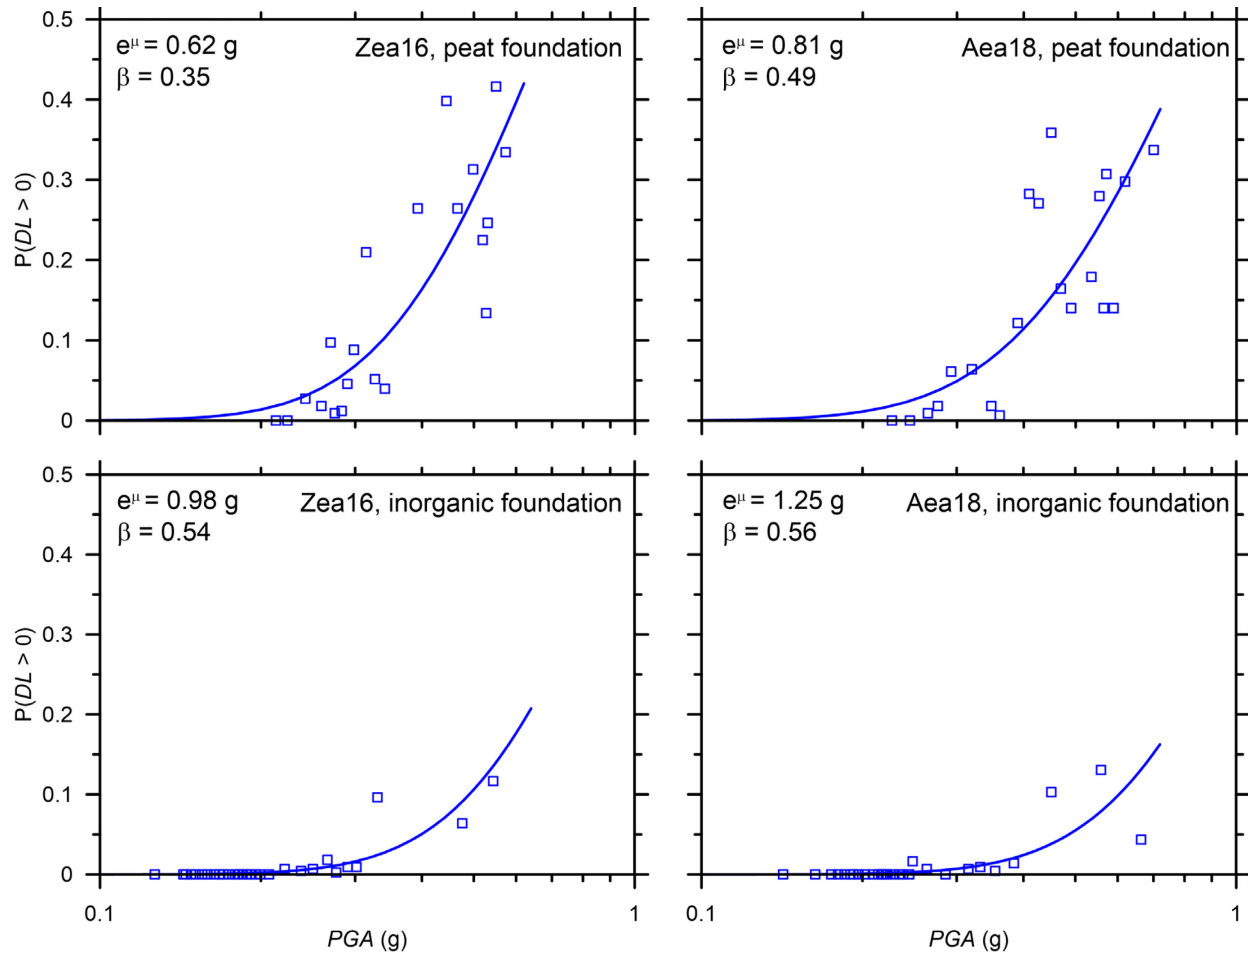 0.5
e^μ = 0.62 g
Zea16, peat foundation
β = 0.35
0.4
0.3
P(DL > 0)
0.2
0.1
0
e^μ = 0.81 g
Aea18, peat foundation
β = 0.49
0.5
e^μ = 0.98 g
Zea16, inorganic foundation
β = 0.54
0.4
0.3
P(DL > 0)
0.2
0.1
0
0.1
1
PGA (g)
e^μ = 1.25 g
Aea18, inorganic foundation
β = 0.56
0.1
1
PGA (g)